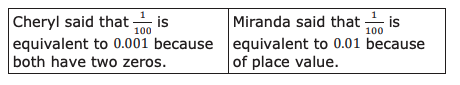 Cheryl said that 1/100 is
equivalent to 0.001 because
both have two zeros.
Miranda said that 1/100 is
equivalent to 0.01 because
of place value.